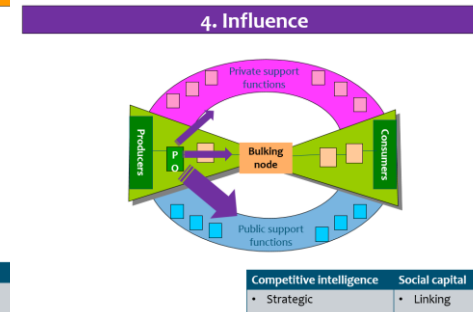 4. Influence
Private support
functions
Producers
P
O
Bulking
node
Consumers
Public support
functions
Competitive intelligence Social capital
• Strategic • Linking